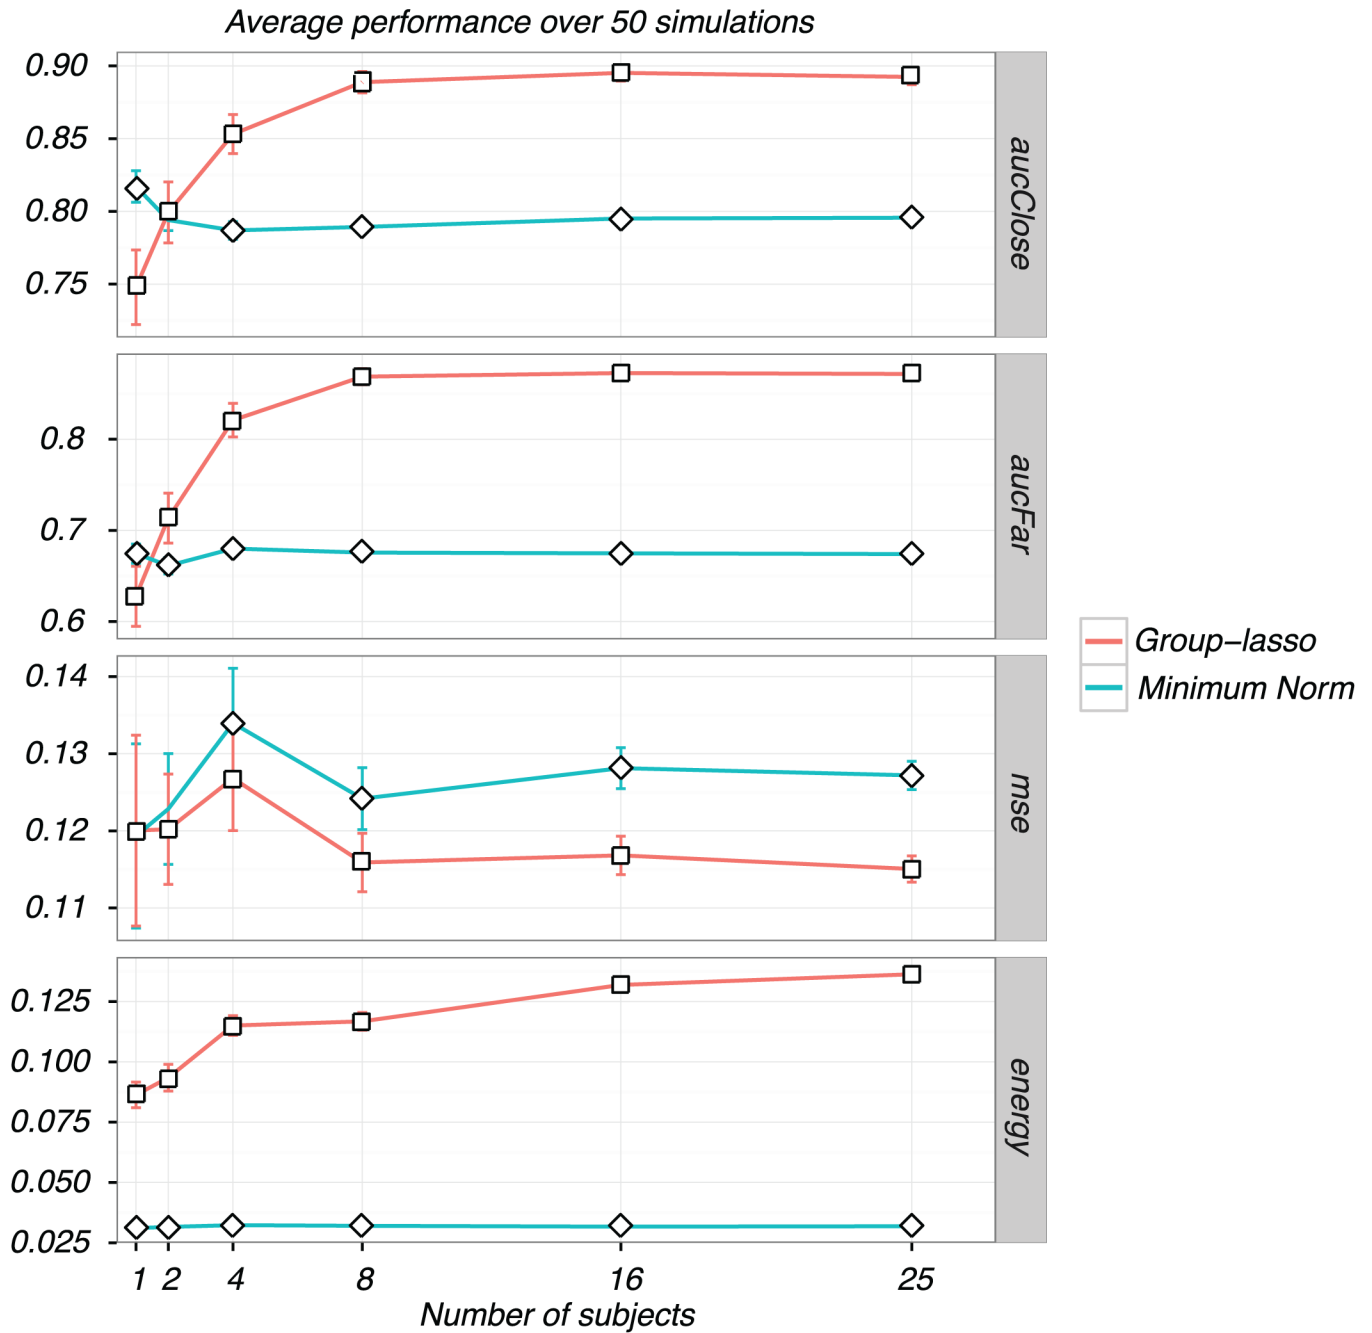 Average performance over 50 simulations
0.90
0.85
0.80
0.75
aucClose
0.8
0.7
0.6
aucFar
0.14
0.13
0.12
0.11
mse
0.125
0.100
0.075
0.050
0.025
energy
1 2 4 8 16 25
Number of subjects
Group-lasso
Minimum Norm